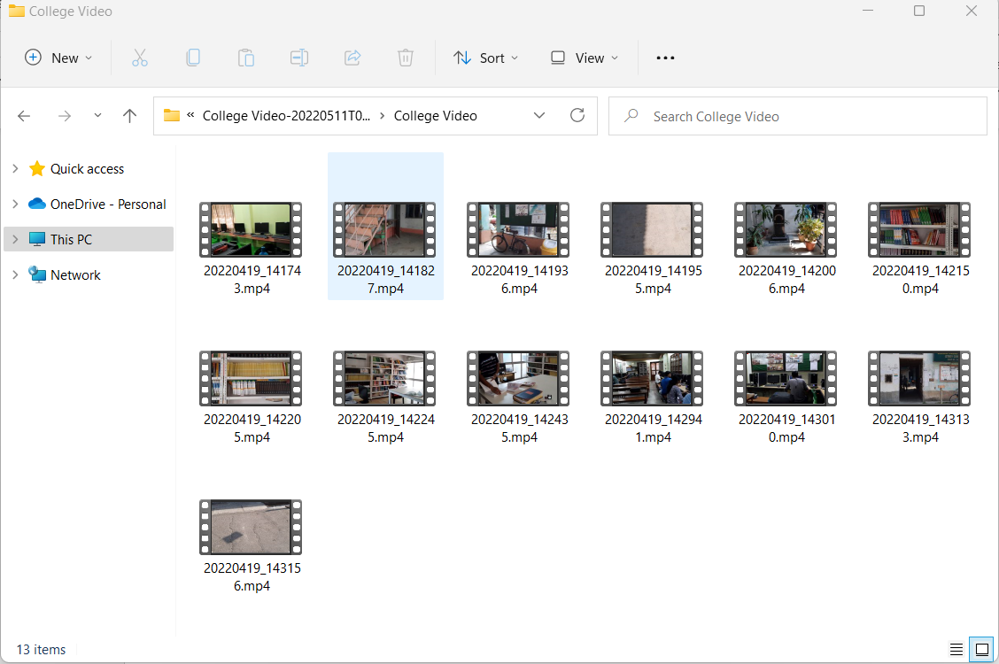 College Video
New
Sort
View
« College Video-20220511T0... › College Video
Search College Video
Quick access
OneDrive - Personal
This PC
Network
20220419_14174
3.mp4
20220419_14182
7.mp4
20220419_14193
6.mp4
20220419_14195
5.mp4
20220419_14200
6.mp4
20220419_14215
0.mp4
20220419_14220
5.mp4
20220419_14224
5.mp4
20220419_14243
5.mp4
20220419_14294
1.mp4
20220419_14301
0.mp4
20220419_14313
3.mp4
20220419_14315
6.mp4
13 items